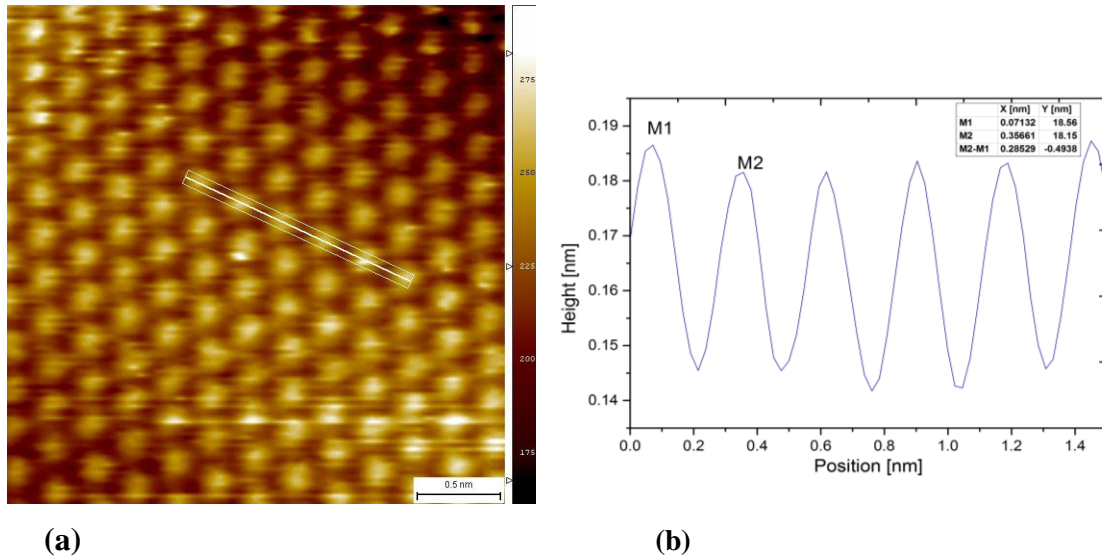 275
250
225
200
175
0.5 nm
(a)
X [nm] Y [nm]
M1 0.07132 18.56
M2 0.35661 18.15
M2-M1 0.28529 -0.4938
M1
M2
0.19
0.18
0.17
0.16
0.15
0.14
Height [nm]
0.0 0.2 0.4 0.6 0.8 1.0 1.2 1.4
Position [nm]
(b)